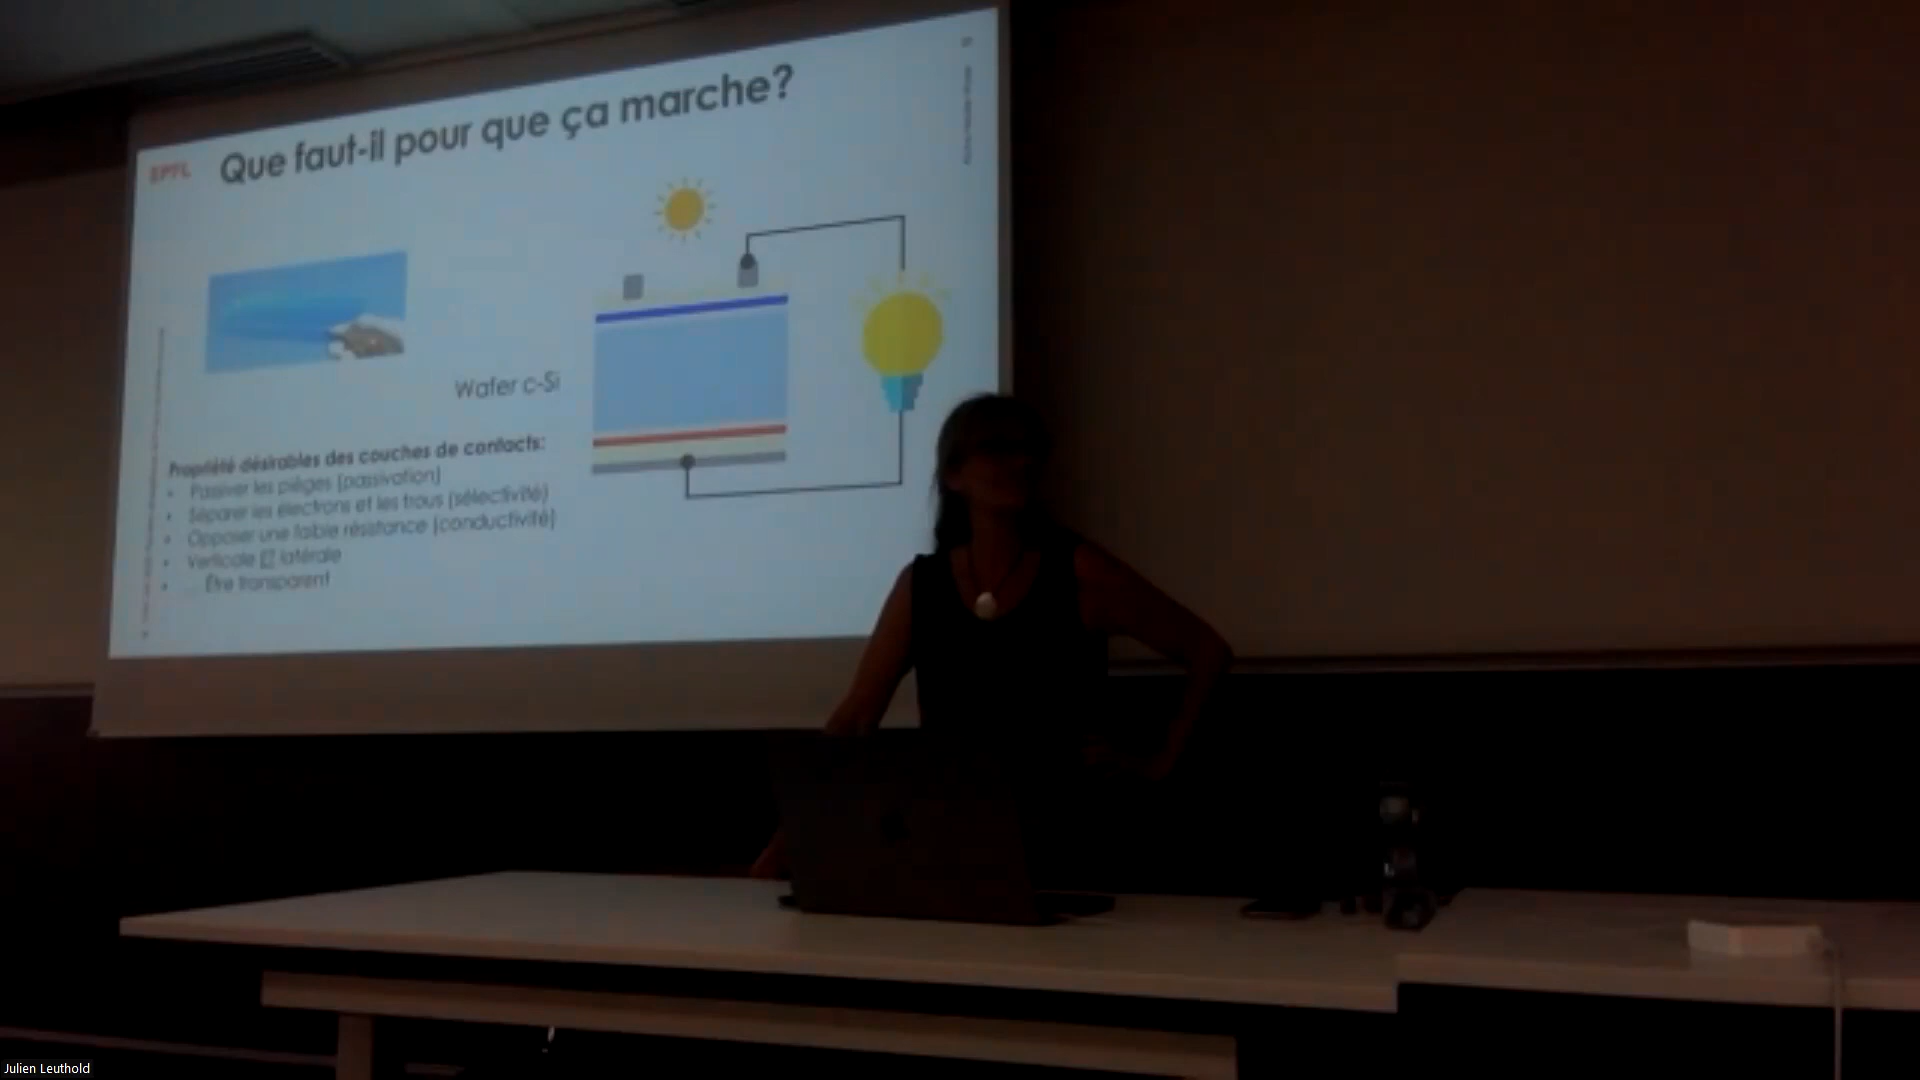 EPFL
Que faut-il pour que ça marche?
Wafer c-Si
Propriété désirables des couches de contacts:
• Passiver les pièges (passivation)
• Séparer les électrons et les trous (sélectivité)
• Opposer une faible résistance (conductivité)
• Verticale latérale
• ... Être transparent
Julien Leuthold